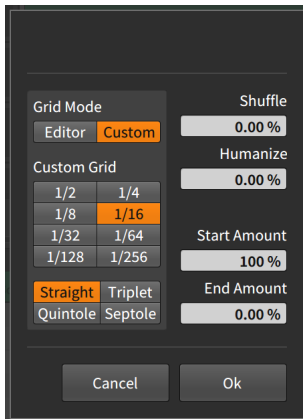 Grid Mode
Editor Custom
Custom Grid
1/2 1/4
1/8 1/16
1/32 1/64
1/128 1/256
Straight Triplet
Quintole Septole
Shuffle
0.00 %
Humanize
0.00 %
Start Amount
100 %
End Amount
0.00 %
Cancel Ok